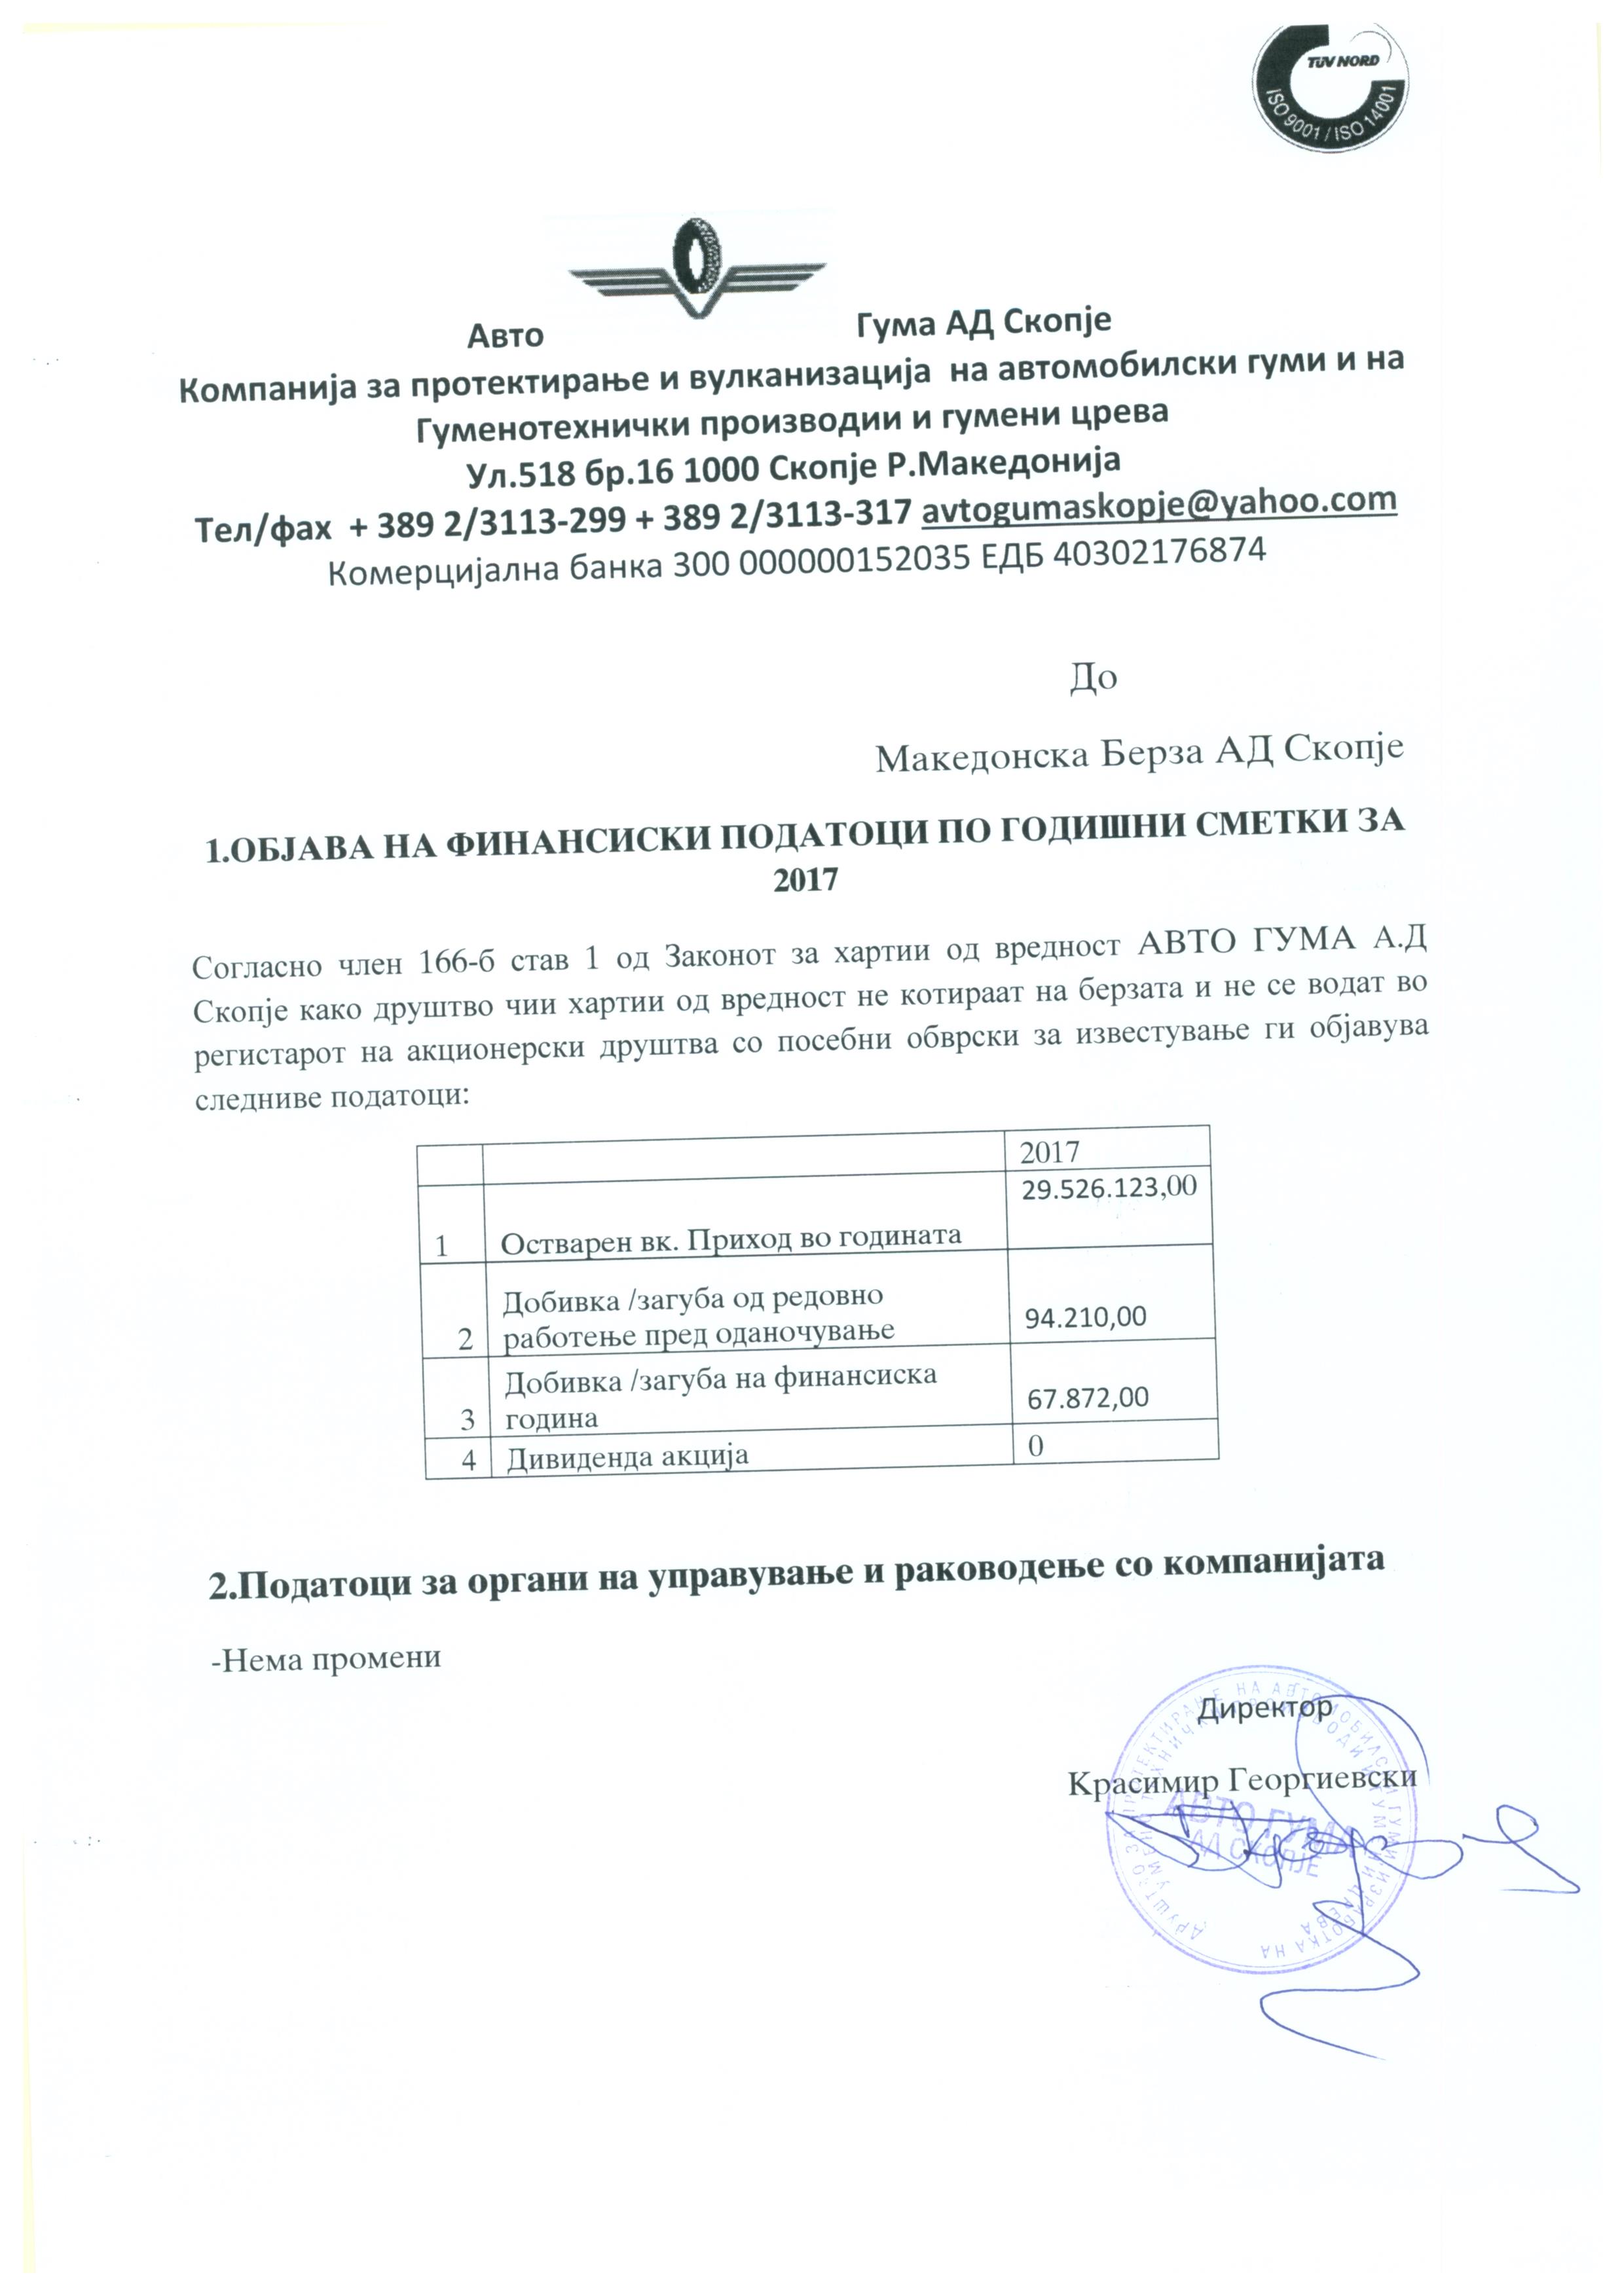 TÜV NORD
ISO 9001 / ISO 14001
Авто Гума АД Скопје
Компанија за протектирање и вулканизација на автомобилски гуми и на
Гуменотехнички производии и гумени црева
Ул.518 бр.16 1000 Скопје Р.Македонија
Тел/фах + 389 2/3113-299 + 389 2/3113-317 avtogumaskopje@yahoo.com
Комерцијална банка 300 000000152035 ЕДБ 40302176874
До
Македонска Берза АД Скопје
1.ОБЈАВА НА ФИНАНСИСКИ ПОДАТОЦИ ПО ГОДИШНИ СМЕТКИ ЗА
2017
Согласно член 166-б став 1 од Законот за хартии од вредност АВТО ГУМА А.Д
Скопје како друштво чии хартии од вредност не котираат на берзата и не се водат во
регистарот на акционерски друштва со посебни обврски за известување ги објавува
следниве податоци:
2017
1 Остварен вк. Приход во годината 29.526.123,00
2 Добивка /загуба од редовно
работење пред оданочување 94.210,00
3 Добивка /загуба на финансиска
година 67.872,00
4 Дивиденда акција 0
2.Податоци за органи на управување и раководење со компанијата
-Нема промени
Директор
Красимир Георгиевски
АВТО ГУМА
АД СКОПЈЕ